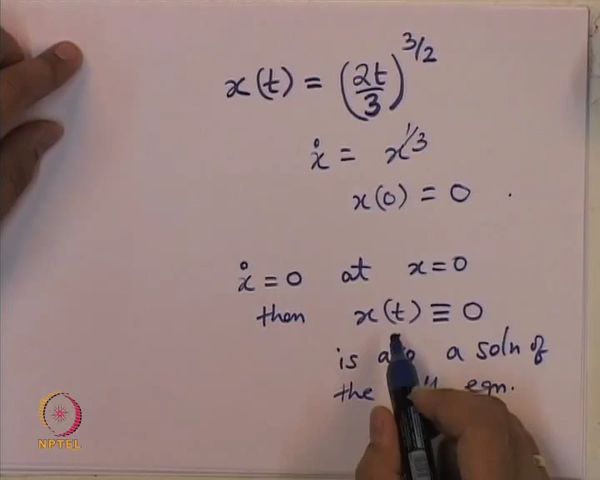 x(t) = (2t/3)^{3/2}
ẋ = x^{1/3}
x(0) = 0 .
ẋ = 0 at x = 0
then x(t) ≡ 0
is a soln of
the eqn.
NPTEL